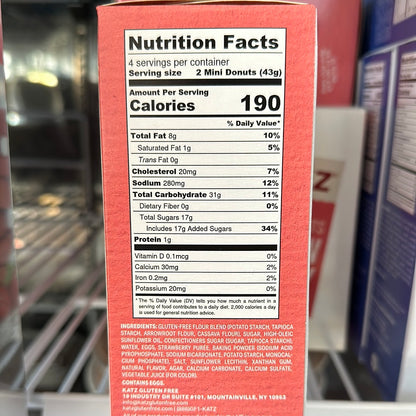 Nutrition Facts
4 servings per container
Serving size 2 Mini Donuts (43g)
Amount Per Serving
Calories 190
% Daily Value*
Total Fat 8g 10%
Saturated Fat 1g 5%
Trans Fat 0g
Cholesterol 20mg 7%
Sodium 280mg 12%
Total Carbohydrate 31g 11%
Dietary Fiber 0g 0%
Total Sugars 17g
Includes 17g Added Sugars 34%
Protein 1g
Vitamin D 0.1mcg 0%
Calcium 30mg 2%
Iron 0.2mg 2%
Potassium 20mg 0%
* The % Daily Value (DV) tells you how much a nutrient in a
serving of food contributes to a daily diet. 2,000 calories a day
is used for general nutrition advice.
INGREDIENTS: GLUTEN-FREE FLOUR BLEND (POTATO STARCH, TAPIOCA
STARCH, ARROWROOT FLOUR, CASSAVA FLOUR), SUGAR, HIGH-OLEIC
SUNFLOWER OIL, CONFECTIONERS SUGAR (SUGAR, TAPIOCA STARCH),
WATER, EGGS, STRAWBERRY PURÉE, BAKING POWDER (SODIUM ACID
PYROPHOSPHATE, SODIUM BICARBONATE, POTATO STARCH, MONOCAL-
CIUM PHOSPHATE), SALT, SUNFLOWER LECITHIN, XANTHAN GUM,
NATURAL FLAVOR, AGAR, CALCIUM CARBONATE, CALCIUM SULFATE,
VEGETABLE JUICE (FOR COLOR).
CONTAINS EGGS.
KATZ GLUTEN FREE
19 INDUSTRY DR SUITE #101, MOUNTAINVILLE, NY 10953
katzglutenfree.com